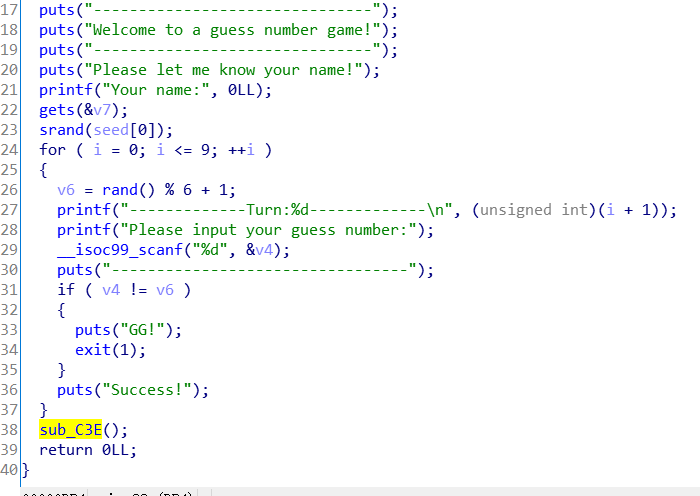 17 puts("-------------------------------");
18 puts("Welcome to a guess number game!");
19 puts("-------------------------------");
20 puts("Please let me know your name!");
21 printf("Your name:", 0LL);
22 gets(&v7);
23 srand(seed[0]);
24 for ( i = 0; i <= 9; ++i )
25 {
26 v6 = rand() % 6 + 1;
27 printf("-------------Turn:%d-------------\n", (unsigned int)(i + 1));
28 printf("Please input your guess number:");
29 __isoc99_scanf("%d", &v4);
30 puts("---------------------------------");
31 if ( v4 != v6 )
32 {
33 puts("GG!");
34 exit(1);
35 }
36 puts("Success!");
37 }
38 sub_C3E();
39 return 0LL;
40 }